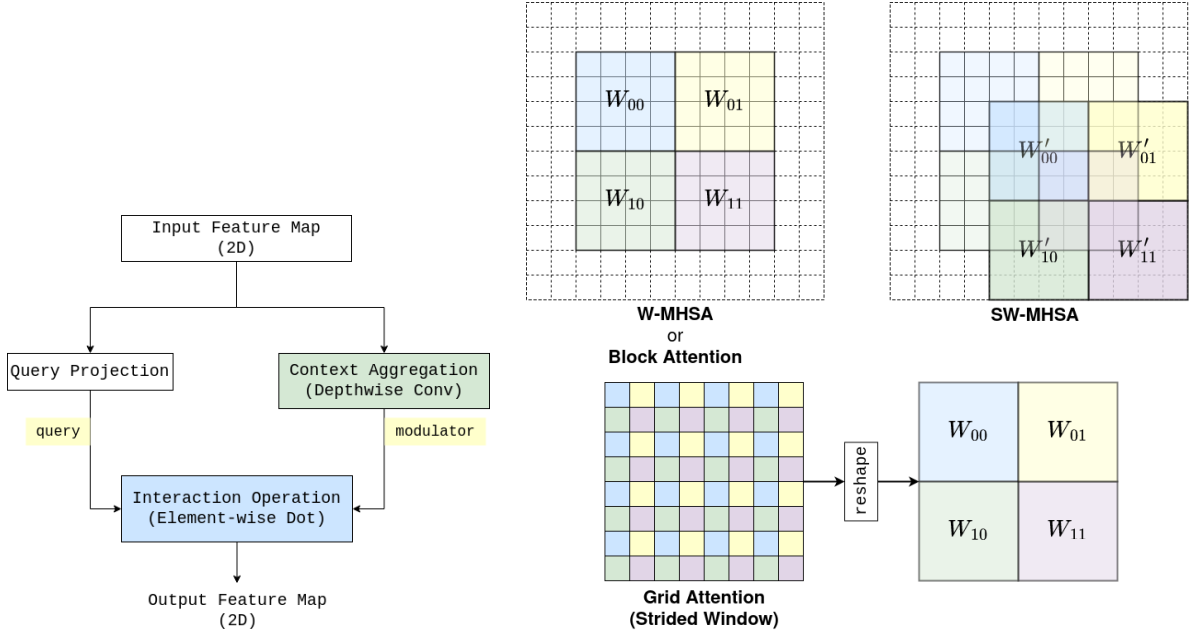 Input Feature Map
(2D)
Query Projection
Context Aggregation
(Depthwise Conv)
query
modulator
Interaction Operation
(Element-wise Dot)
Output Feature Map
(2D)
W00
W01
W10
W11
W-MHSA
or
Block Attention
W′00
W′01
W′10
W′11
SW-MHSA
Grid Attention
(Strided Window)
reshape
W00
W01
W10
W11